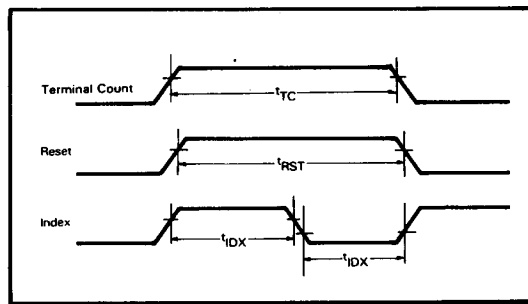 Terminal Count
tTC
Reset
tRST
Index
tIDX
tIDX